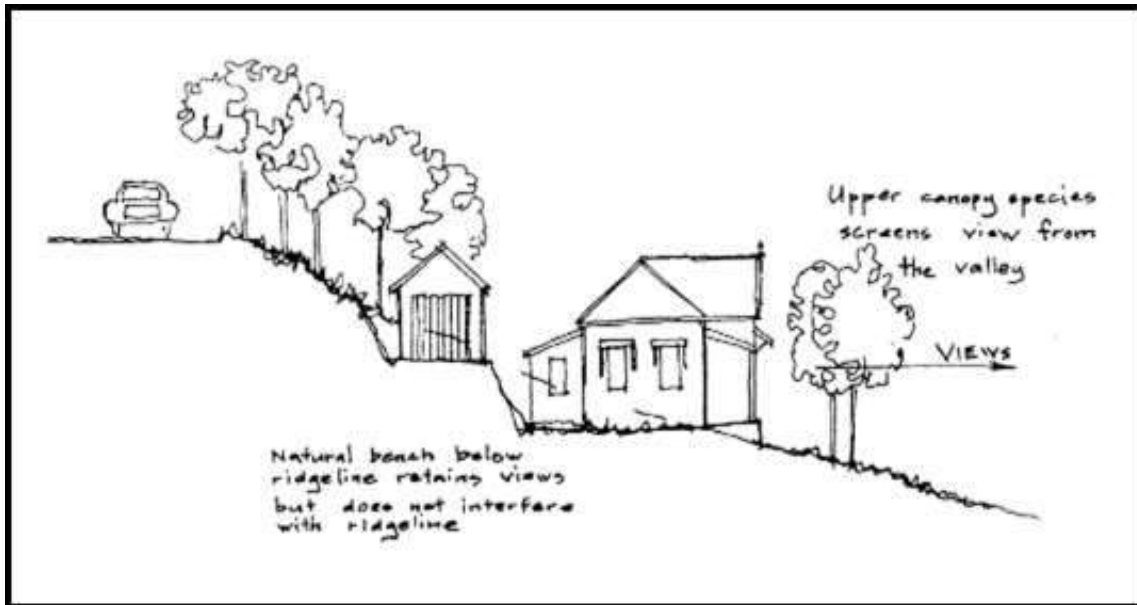 Upper canopy species
screens view from
the valley
VIEWS
Natural bench below
ridgeline retains views
but does not interfere
with ridgeline